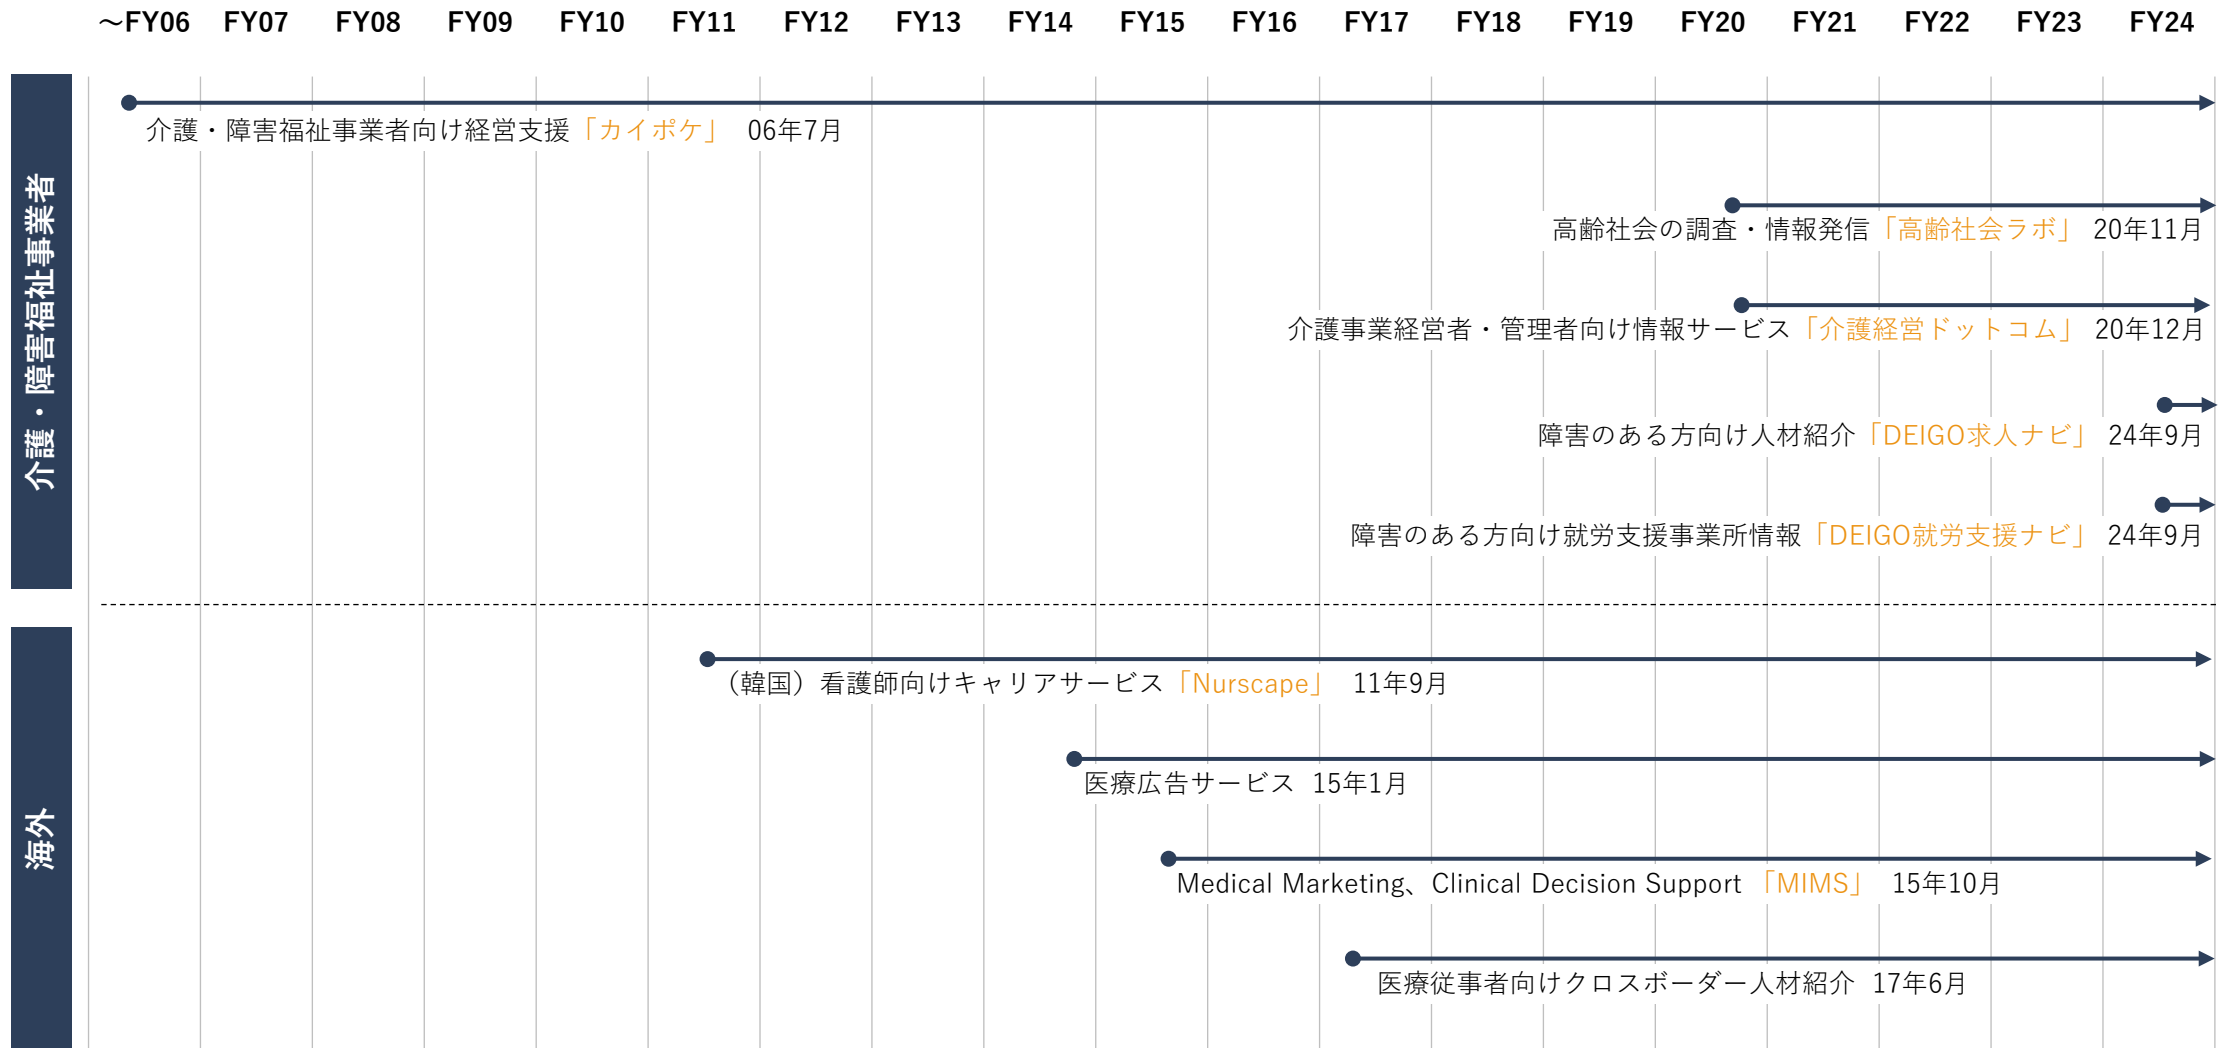 ～FY06 FY07 FY08 FY09 FY10 FY11 FY12 FY13 FY14 FY15 FY16 FY17 FY18 FY19 FY20 FY21 FY22 FY23 FY24
介護・障害福祉事業者
介護・障害福祉事業者向け経営支援「カイポケ」 06年7月
高齢社会の調査・情報発信「高齢社会ラボ」 20年11月
介護事業経営者・管理者向け情報サービス「介護経営ドットコム」 20年12月
障害のある方向け人材紹介「DEIGO求人ナビ」 24年9月
障害のある方向け就労支援事業所情報「DEIGO就労支援ナビ」 24年9月
海外
（韓国）看護師向けキャリアサービス「Nurscape」 11年9月
医療広告サービス 15年1月
Medical Marketing、Clinical Decision Support 「MIMS」 15年10月
医療従事者向けクロスボーダー人材紹介 17年6月